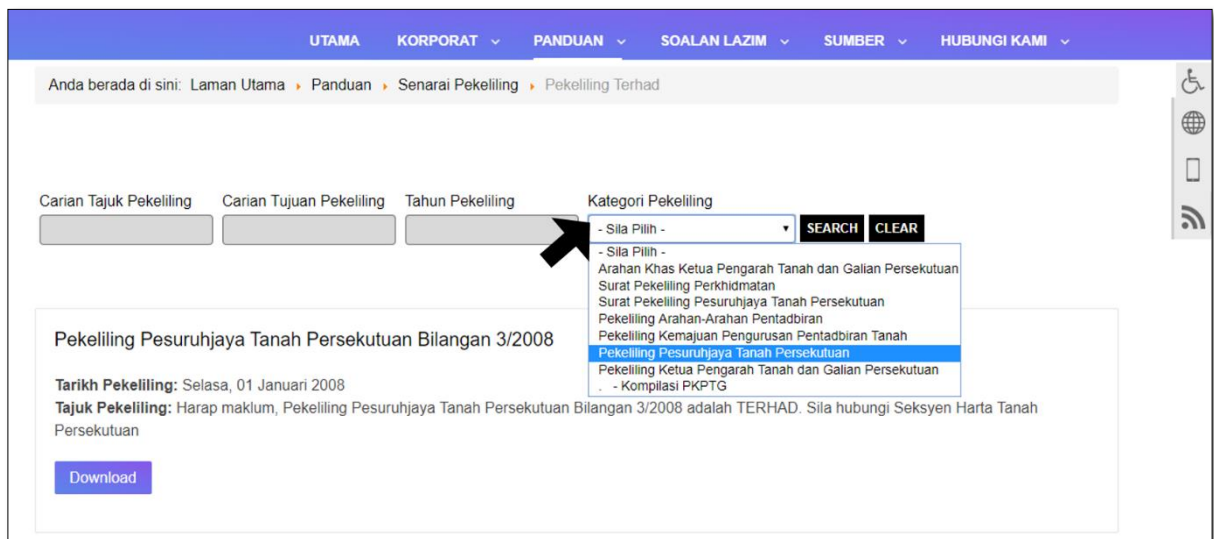 UTAMA KORPORAT PANDUAN SOALAN LAZIM SUMBER HUBUNGI KAMI
Anda berada di sini: Laman Utama Panduan Senarai Pekeliling Pekeliling Terhad
Carian Tajuk Pekeliling Carian Tujuan Pekeliling Tahun Pekeliling Kategori Pekeliling
- Sila Pilih - SEARCH CLEAR
- Sila Pilih -
Arahan Khas Ketua Pengarah Tanah dan Galian Persekutuan
Surat Pekeliling Perkhidmatan
Surat Pekeliling Pesuruhjaya Tanah Persekutuan
Pekeliling Arahan-Arahan Pentadbiran
Pekeliling Kemajuan Pengurusan Pentadbiran Tanah
Pekeliling Pesuruhjaya Tanah Persekutuan
Pekeliling Ketua Pengarah Tanah dan Galian Persekutuan
. - Kompilasi PKPTG
Pekeliling Pesuruhjaya Tanah Persekutuan Bilangan 3/2008
Tarikh Pekeliling: Selasa, 01 Januari 2008
Tajuk Pekeliling: Harap maklum, Pekeliling Pesuruhjaya Tanah Persekutuan Bilangan 3/2008 adalah TERHAD. Sila hubungi Seksyen Harta Tanah
Persekutuan
Download